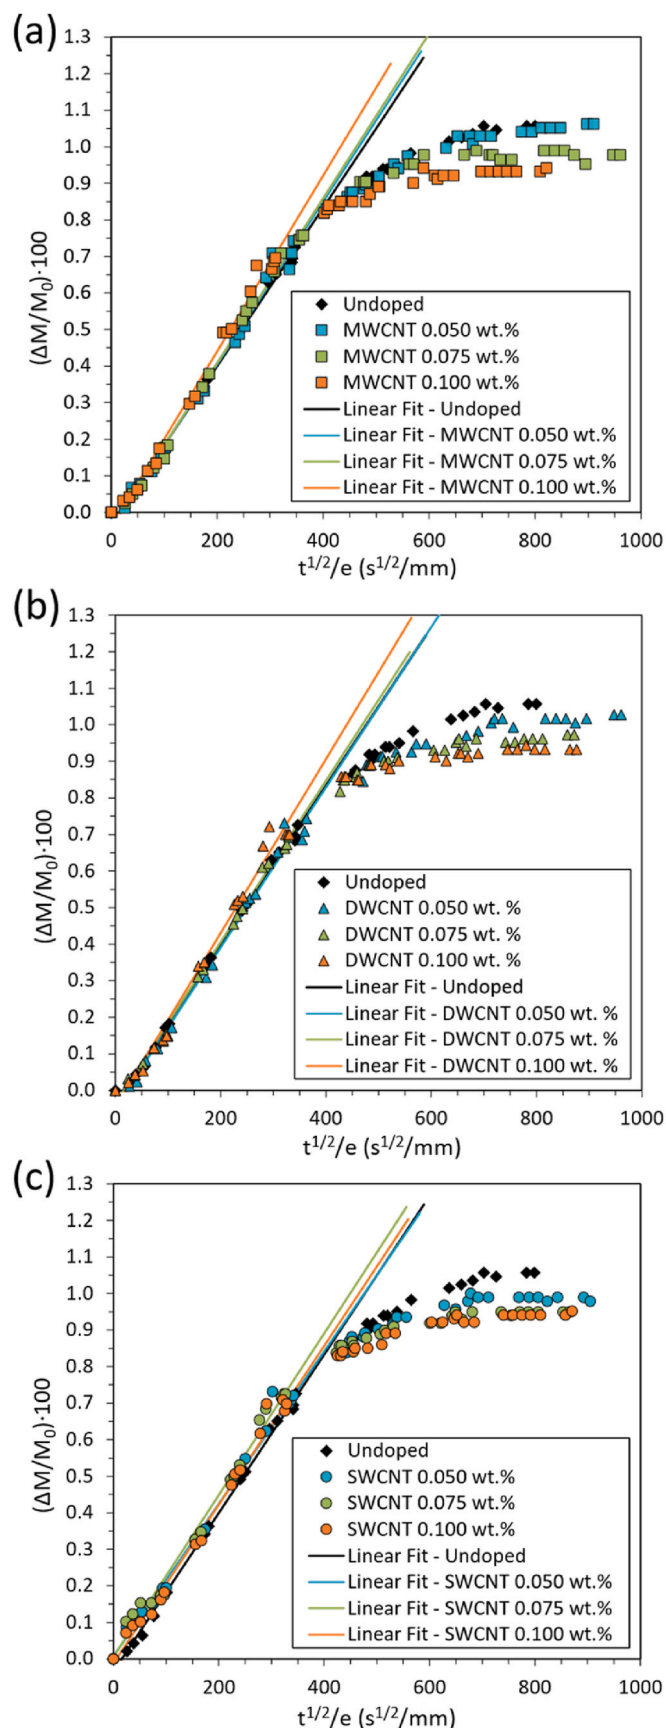 (a)
1.3
1.2
1.1
1.0
0.9
0.8
0.7
0.6
0.5
0.4
0.3
0.2
0.1
0.0
(ΔM/M₀)·100
Undoped
MWCNT 0.050 wt.%
MWCNT 0.075 wt.%
MWCNT 0.100 wt.%
Linear Fit - Undoped
Linear Fit - MWCNT 0.050 wt.%
Linear Fit - MWCNT 0.075 wt.%
Linear Fit - MWCNT 0.100 wt.%
0 200 400 600 800 1000
t^1/2/e (s^1/2/mm)
(b)
1.3
1.2
1.1
1.0
0.9
0.8
0.7
0.6
0.5
0.4
0.3
0.2
0.1
0.0
(ΔM/M₀)·100
Undoped
DWCNT 0.050 wt. %
DWCNT 0.075 wt. %
DWCNT 0.100 wt. %
Linear Fit - Undoped
Linear Fit - DWCNT 0.050 wt. %
Linear Fit - DWCNT 0.075 wt. %
Linear Fit - DWCNT 0.100 wt. %
0 200 400 600 800 1000
t^1/2/e (s^1/2/mm)
(c)
1.3
1.2
1.1
1.0
0.9
0.8
0.7
0.6
0.5
0.4
0.3
0.2
0.1
0.0
(ΔM/M₀)·100
Undoped
SWCNT 0.050 wt.%
SWCNT 0.075 wt.%
SWCNT 0.100 wt.%
Linear Fit - Undoped
Linear Fit - SWCNT 0.050 wt.%
Linear Fit - SWCNT 0.075 wt.%
Linear Fit - SWCNT 0.100 wt.%
0 200 400 600 800 1000
t^1/2/e (s^1/2/mm)